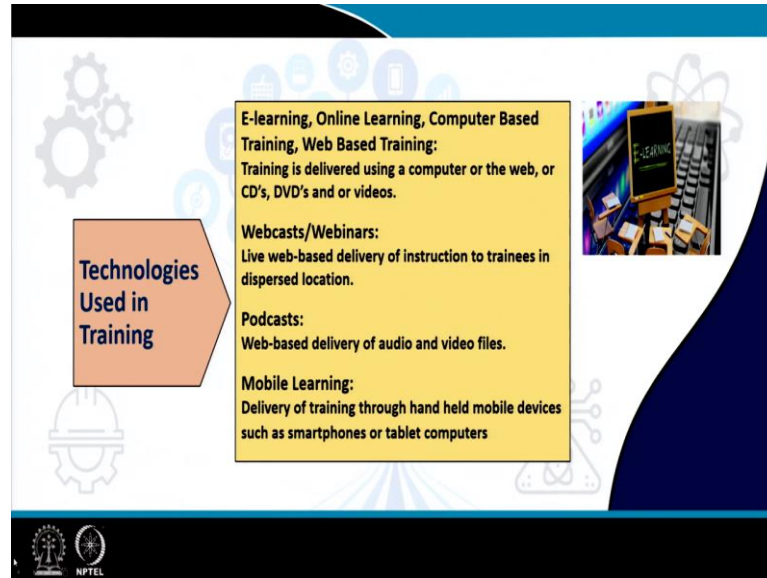 Technologies
Used in
Training
E-learning, Online Learning, Computer Based
Training, Web Based Training:
Training is delivered using a computer or the web, or
CD's, DVD's and or videos.
Webcasts/Webinars:
Live web-based delivery of instruction to trainees in
dispersed location.
Podcasts:
Web-based delivery of audio and video files.
Mobile Learning:
Delivery of training through hand held mobile devices
such as smartphones or tablet computers
E-LEARNING
NPTEL